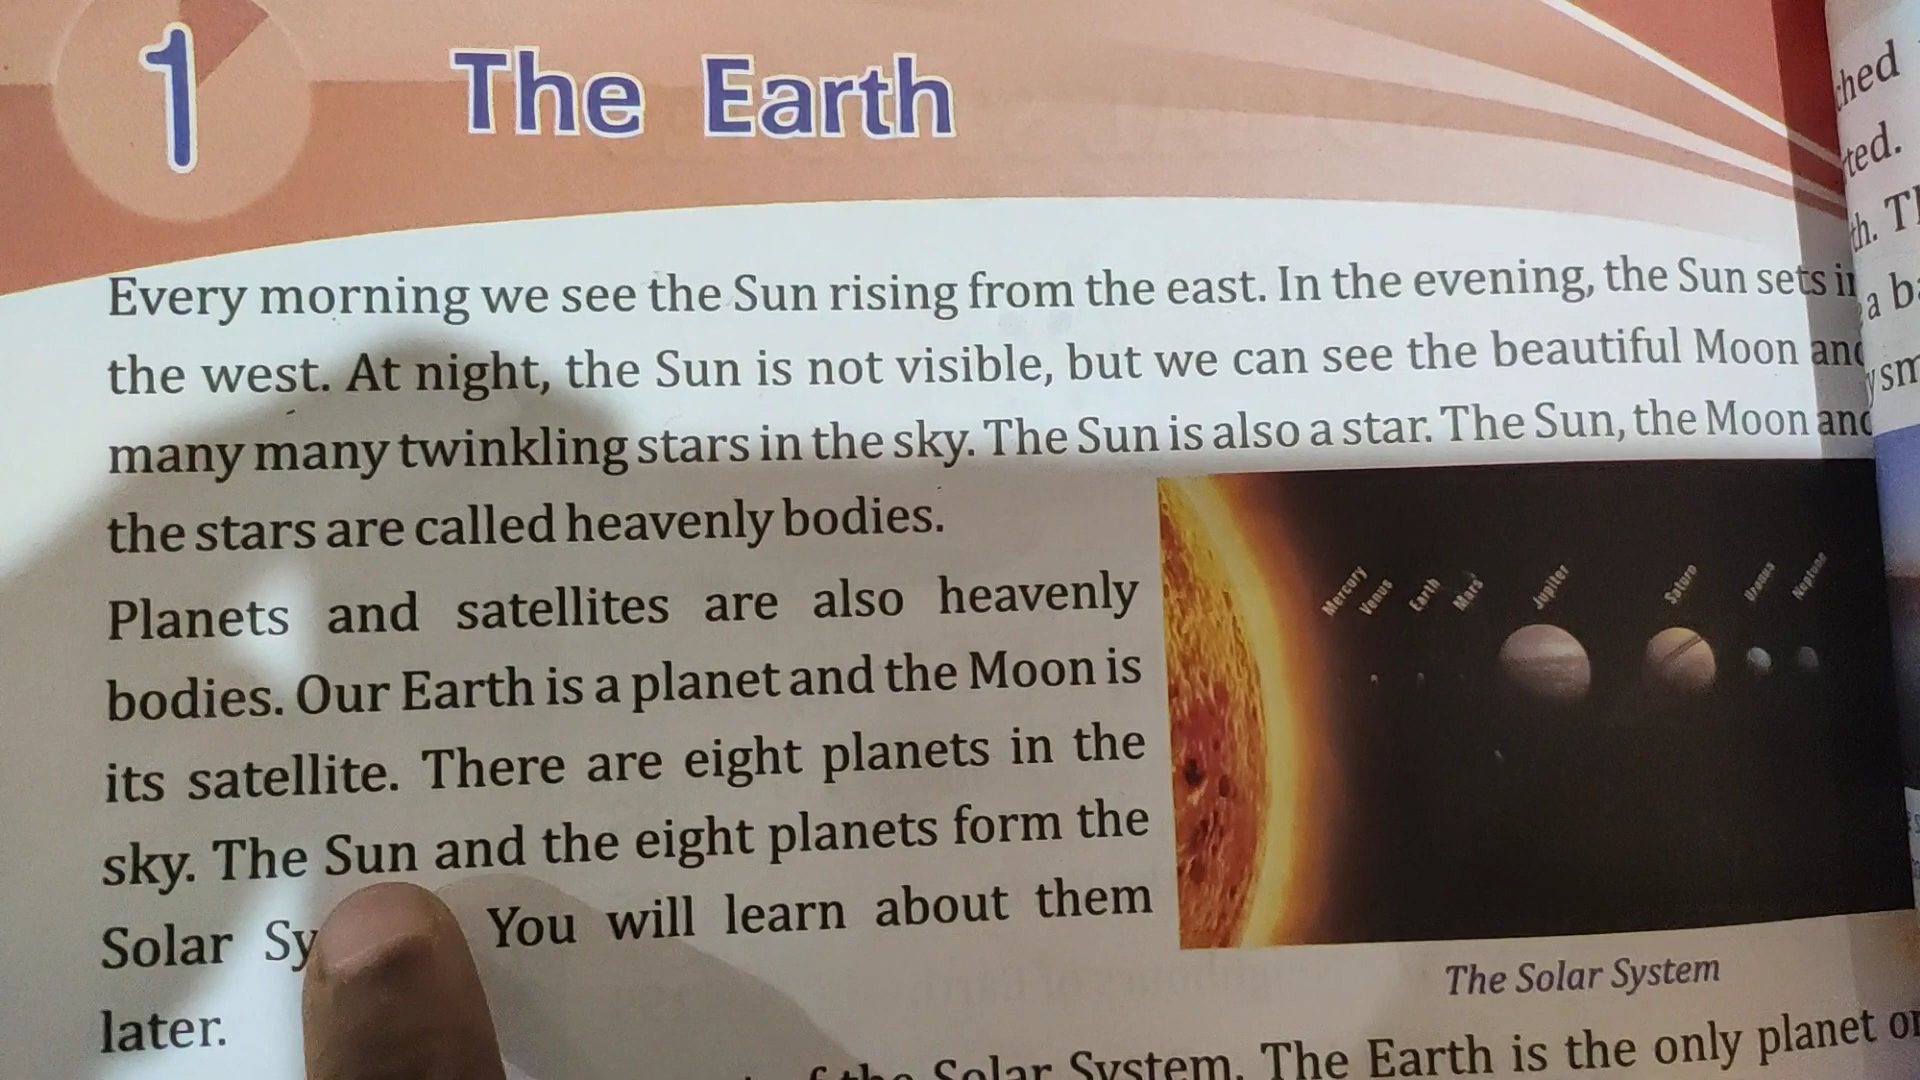 1
The Earth
Every morning we see the Sun rising from the east. In the evening, the Sun sets
the west. At night, the Sun is not visible, but we can see the beautiful Moon and
many many twinkling stars in the sky. The Sun is also a star. The Sun, the Moon and
the stars are called heavenly bodies.
Planets and satellites are also heavenly
bodies. Our Earth is a planet and the Moon is
its satellite. There are eight planets in the
sky. The Sun and the eight planets form the
Solar You will learn about them
later.
Mercury
Venus
Earth
Mars
Jupiter
Saturn
Uranus
Neptune
The Solar System
Solar System. The Earth is the only planet